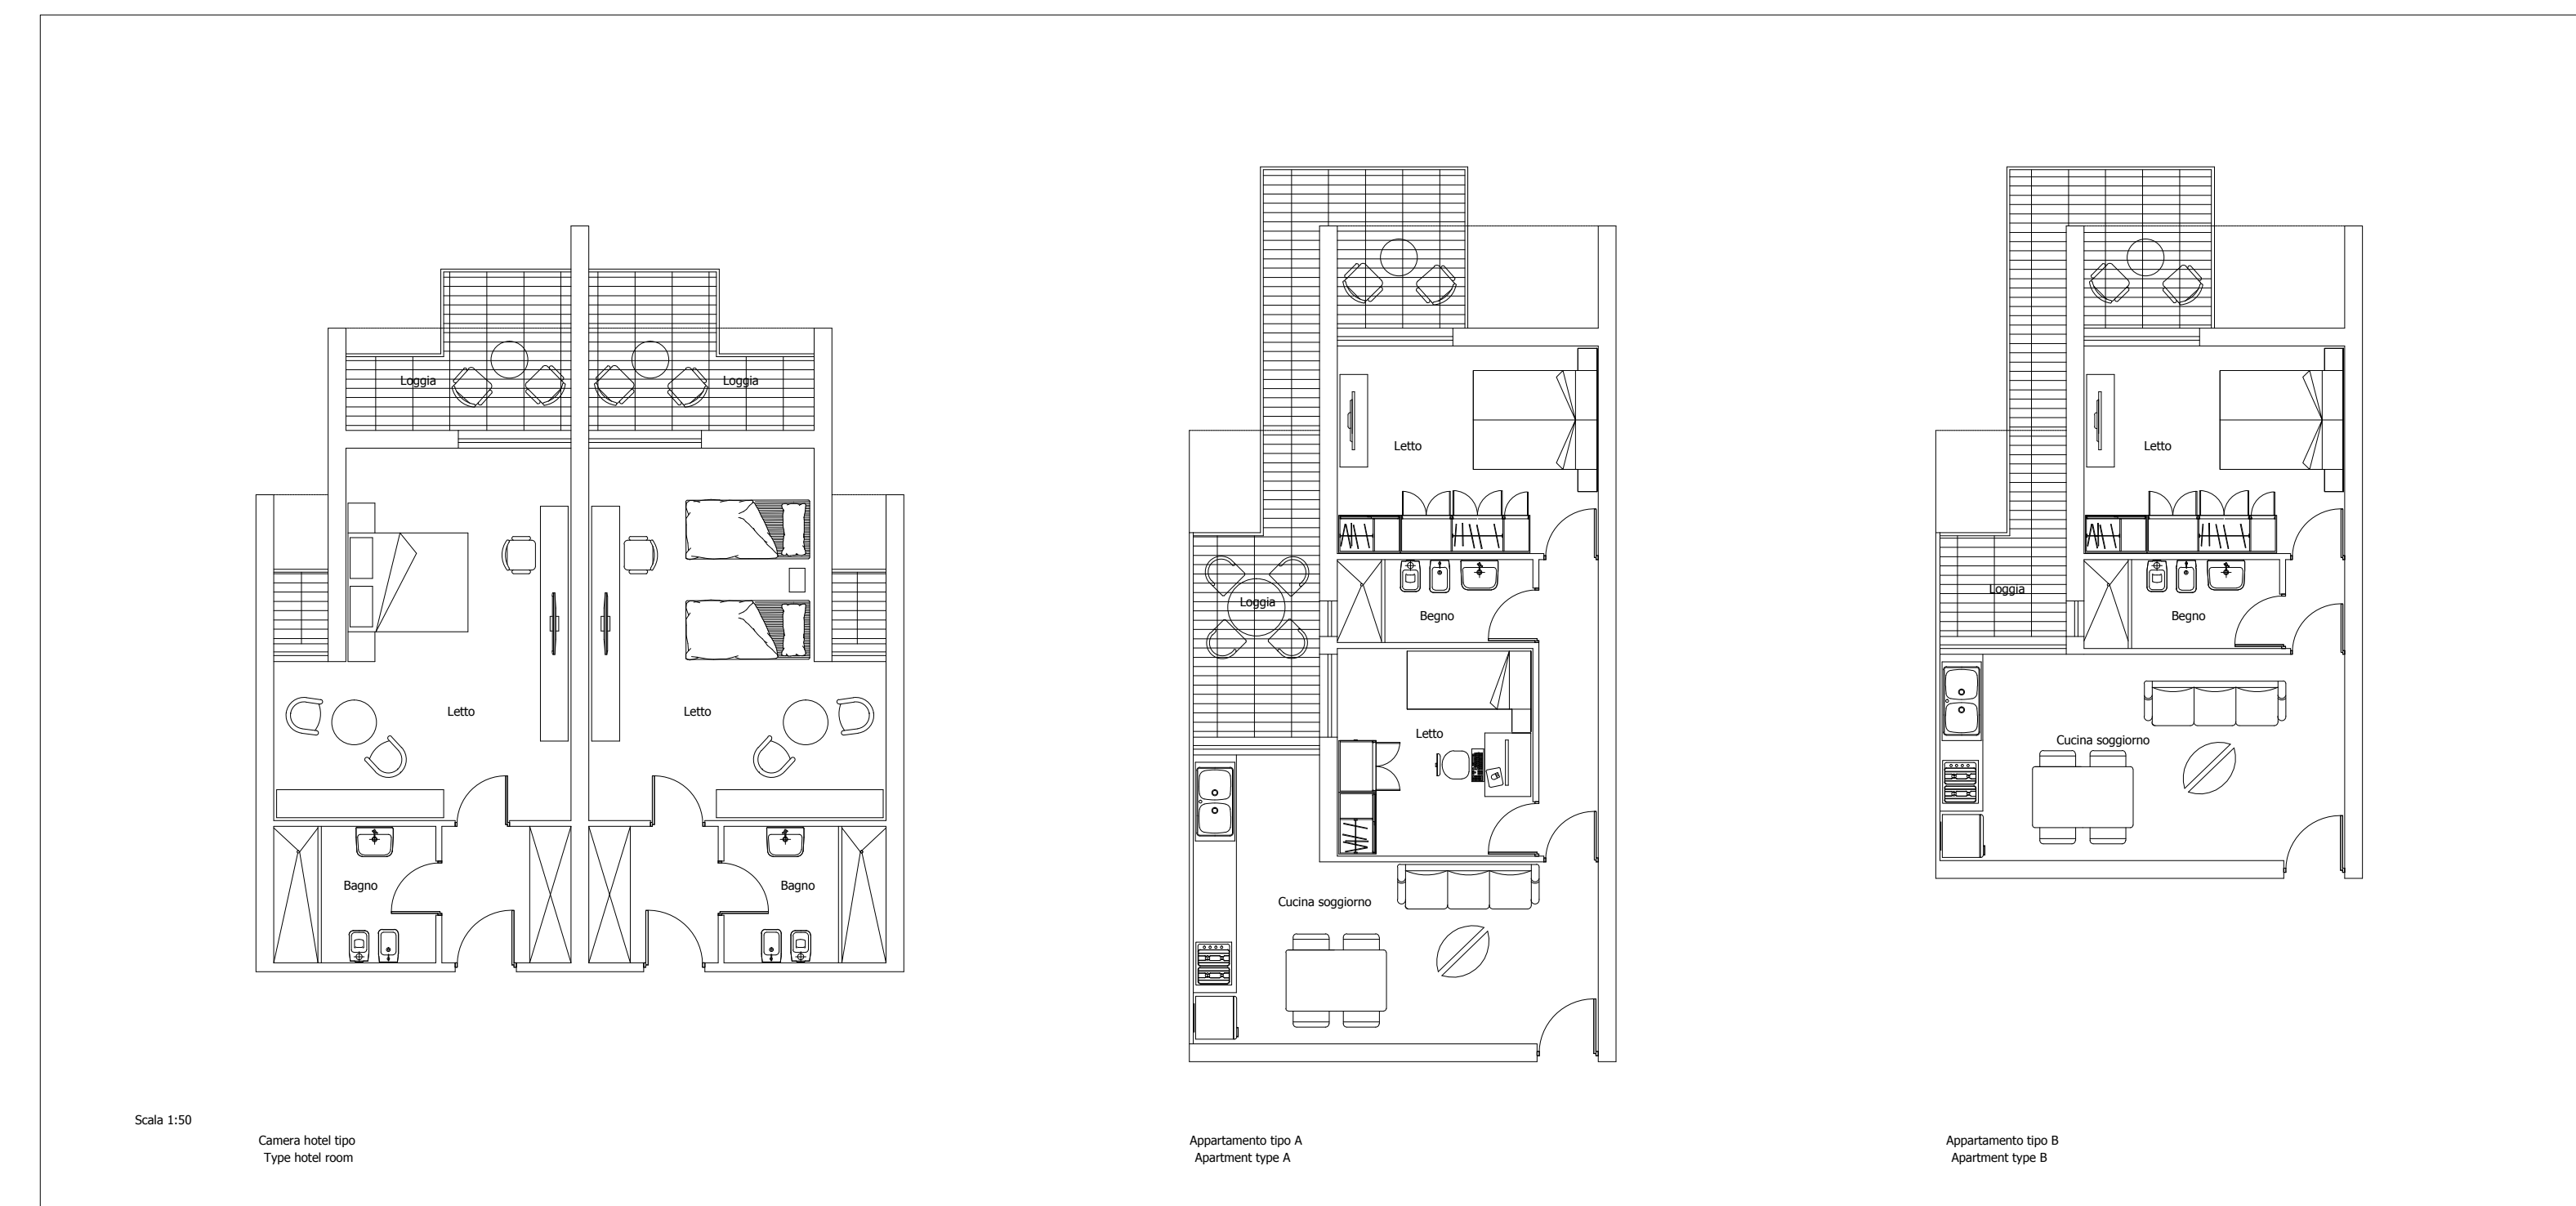 Loggia
Loggia
Letto
Letto
Bagno
Bagno
Letto
Loggia
Begno
Letto
Cucina soggiorno
Letto
Loggia
Begno
Cucina soggiorno
Scala 1:50
Camera hotel tipo
Type hotel room
Appartamento tipo A
Apartment type A
Appartamento tipo B
Apartment type B